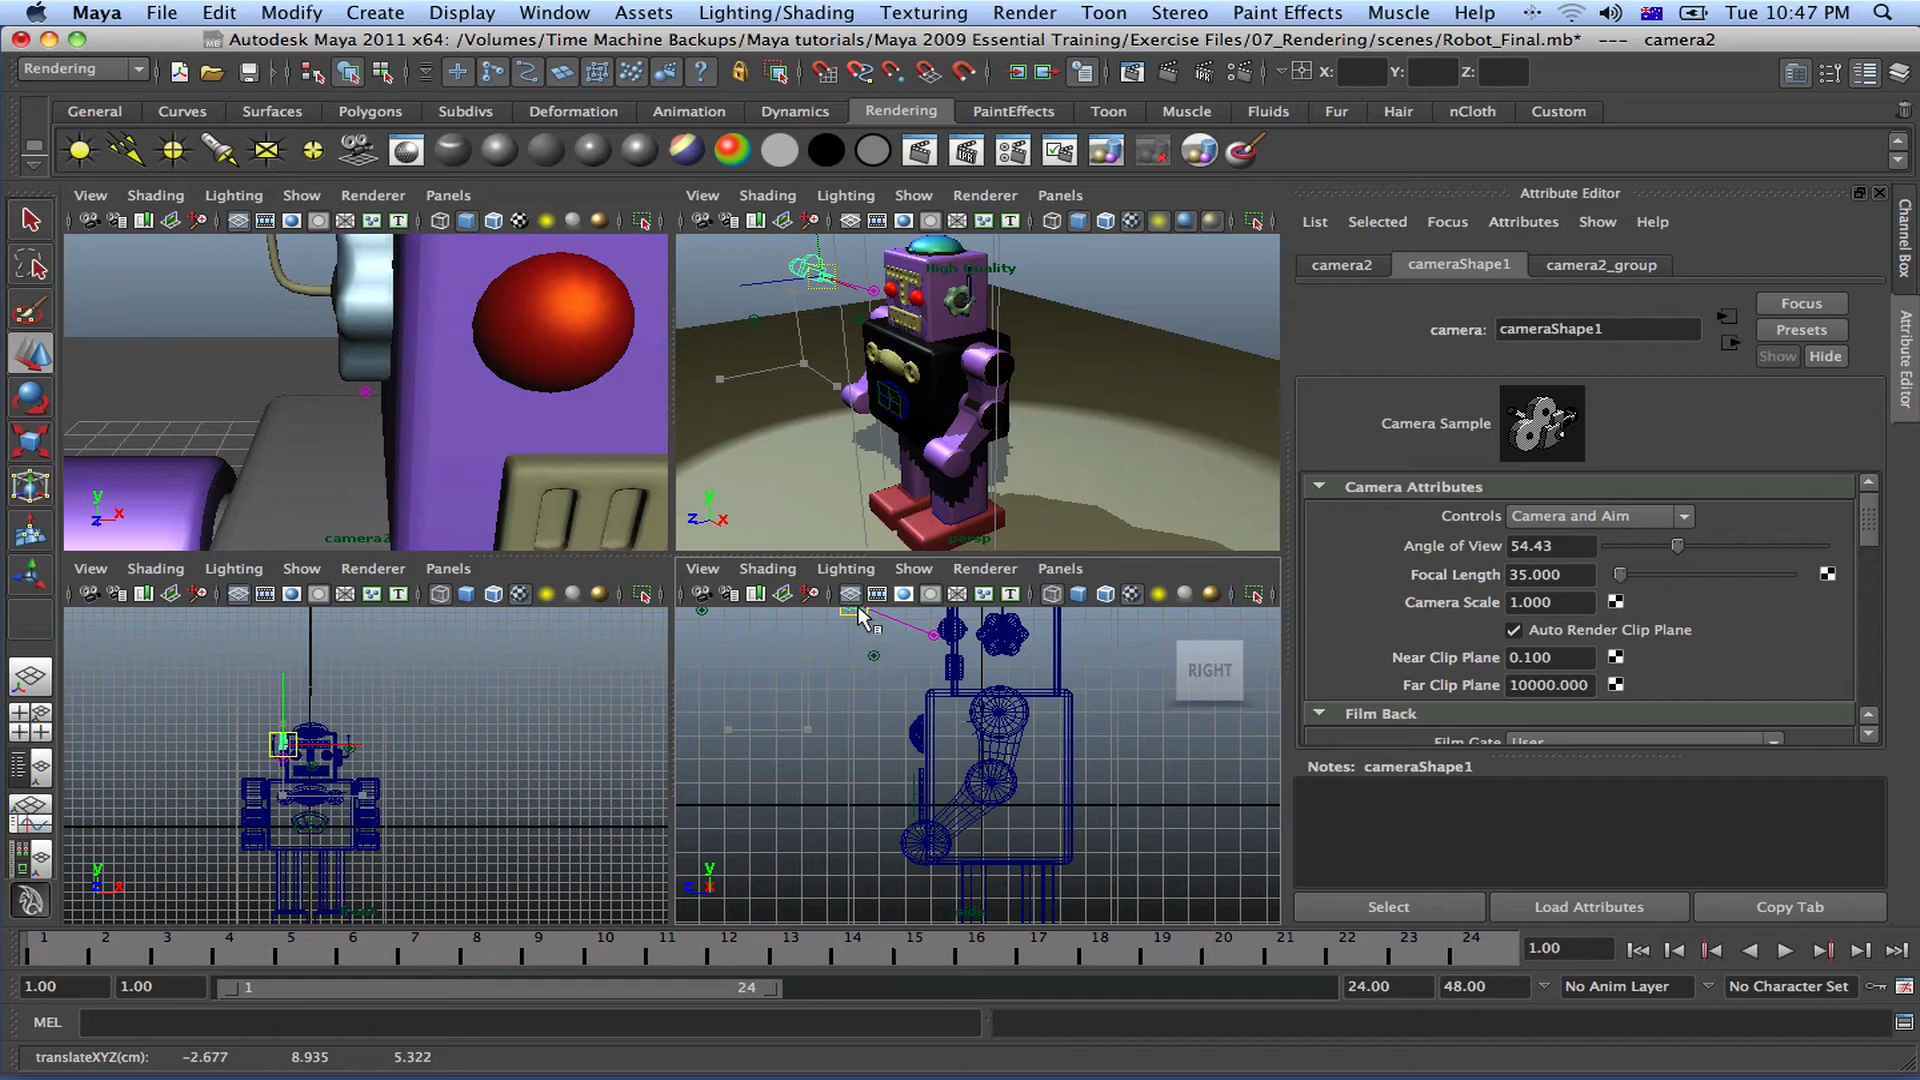 Maya File Edit Modify Create Display Window Assets Lighting/Shading Texturing Render Toon Stereo Paint Effects Muscle Help Tue 10:47 PM
Autodesk Maya 2011 x64: /Volumes/Time Machine Backups/Maya tutorials/Maya 2009 Essential Training/Exercise Files/07_Rendering/scenes/Robot_Final.mb* --- camera2
Rendering X: Y: Z:
General Curves Surfaces Polygons Subdivs Deformation Animation Dynamics Rendering PaintEffects Toon Muscle Fluids Fur Hair nCloth Custom
View Shading Lighting Show Renderer Panels
View Shading Lighting Show Renderer Panels
High Quality
y
z x
camera2
y
z x
persp
View Shading Lighting Show Renderer Panels
View Shading Lighting Show Renderer Panels
RIGHT
y
z x
y
z x
side
Attribute Editor
List Selected Focus Attributes Show Help
camera2 cameraShape1 camera2_group
Focus
camera: cameraShape1
Presets
Show Hide
Camera Sample
Camera Attributes
Controls Camera and Aim
Angle of View 54.43
Focal Length 35.000
Camera Scale 1.000
Auto Render Clip Plane
Near Clip Plane 0.100
Far Clip Plane 10000.000
Film Back
Film Gate User
Notes: cameraShape1
Select Load Attributes Copy Tab
Channel Box
Attribute Editor
1 2 3 4 5 6 7 8 9 10 11 12 13 14 15 16 17 18 19 20 21 22 23 24 1.00
1.00 1.00 1 24 24.00 48.00 No Anim Layer No Character Set
MEL
translateXYZ(cm): -2.677 8.935 5.322